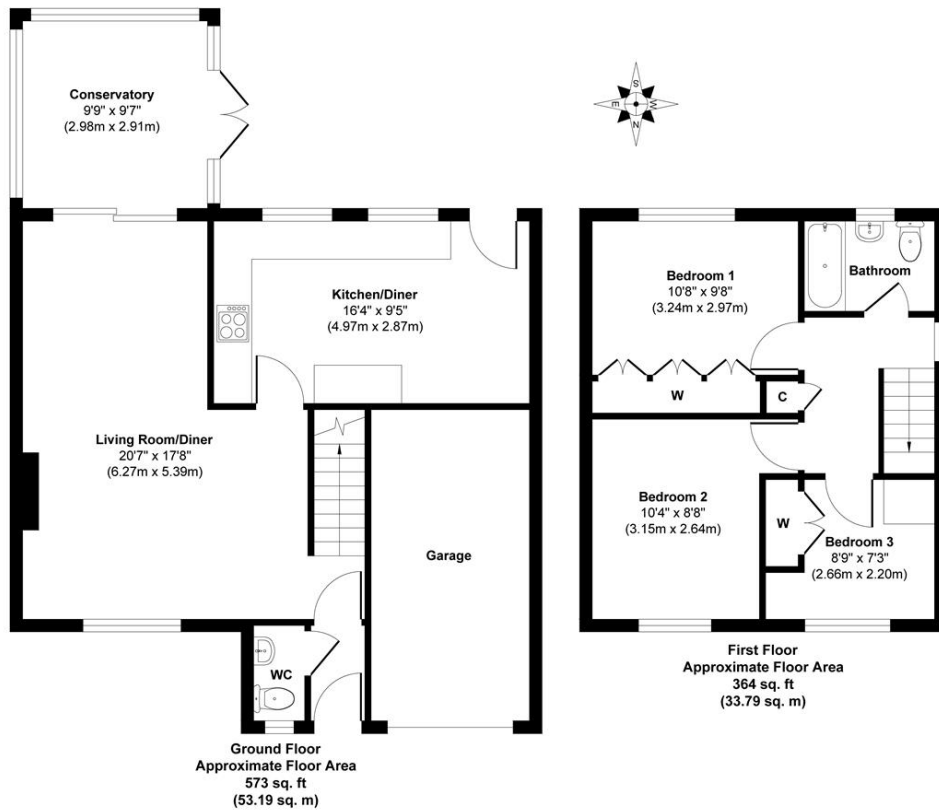 Conservatory
9'9" x 9'7"
(2.98m x 2.91m)
S
E
W
N
Kitchen/Diner
16'4" x 9'5"
(4.97m x 2.87m)
Living Room/Diner
20'7" x 17'8"
(6.27m x 5.39m)
Garage
WC
Ground Floor
Approximate Floor Area
573 sq. ft
(53.19 sq. m)
Bedroom 1
10'8" x 9'8"
(3.24m x 2.97m)
Bathroom
W
C
Bedroom 2
10'4" x 8'8"
(3.15m x 2.64m)
W
Bedroom 3
8'9" x 7'3"
(2.66m x 2.20m)
First Floor
Approximate Floor Area
364 sq. ft
(33.79 sq. m)